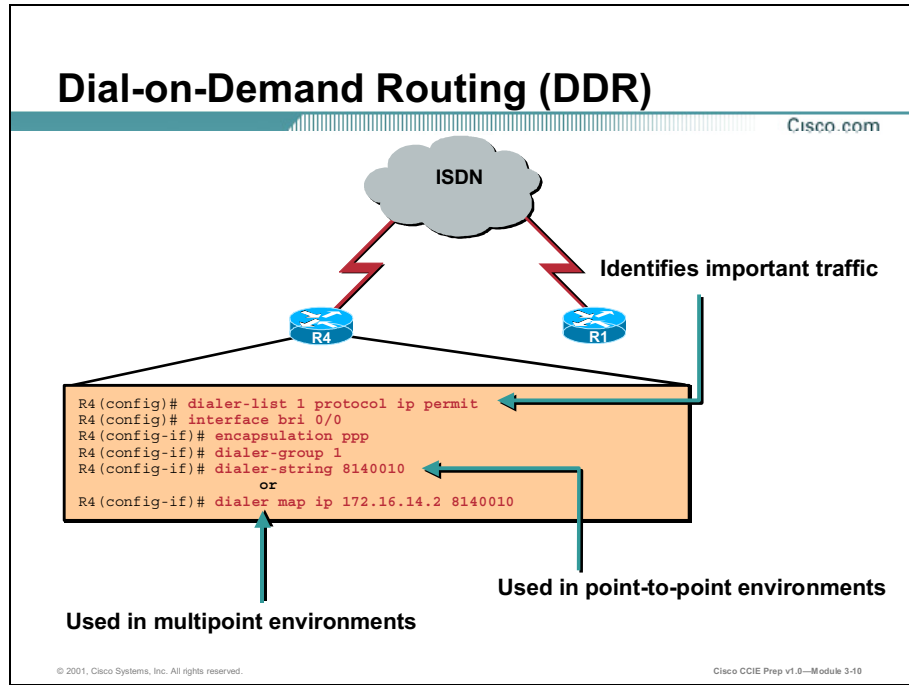 Dial-on-Demand Routing (DDR)
Cisco.com
ISDN
Identifies important traffic
R4
R1
R4(config)# dialer-list 1 protocol ip permit
R4(config)# interface bri 0/0
R4(config-if)# encapsulation ppp
R4(config-if)# dialer-group 1
R4(config-if)# dialer-string 8140010
or
R4(config-if)# dialer map ip 172.16.14.2 8140010
Used in point-to-point environments
Used in multipoint environments
© 2001, Cisco Systems, Inc. All rights reserved.
Cisco CCIE Prep v1.0—Module 3-10